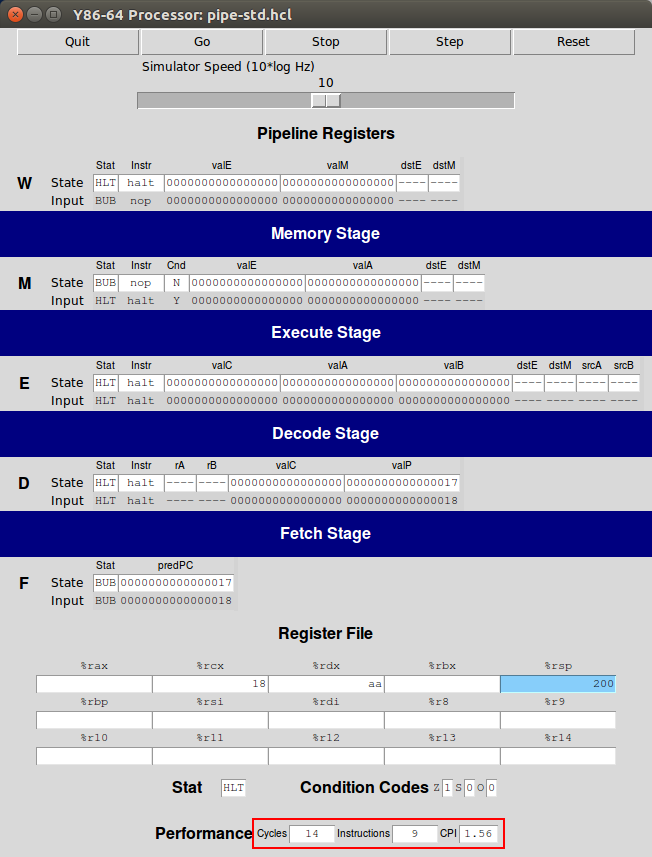 Y86-64 Processor: pipe-std.hcl
Quit Go Stop Step Reset
Simulator Speed (10*log Hz)
10
Pipeline Registers
Stat Instr valE valM dstE dstM
W State HLT halt 0000000000000000 0000000000000000 ---- ----
Input BUB nop 0000000000000000 0000000000000000 ---- ----
Memory Stage
Stat Instr Cnd valE valA dstE dstM
M State BUB nop N 0000000000000000 0000000000000000 ---- ----
Input HLT halt Y 0000000000000000 0000000000000000 ---- ----
Execute Stage
Stat Instr valC valA valB dstE dstM srcA srcB
E State HLT halt 0000000000000000 0000000000000000 0000000000000000 ---- ---- ---- ----
Input HLT halt 0000000000000000 0000000000000000 0000000000000000 ---- ---- ---- ----
Decode Stage
Stat Instr rA rB valC valP
D State HLT halt ---- ---- 0000000000000000 0000000000000017
Input HLT halt ---- ---- 0000000000000000 0000000000000018
Fetch Stage
Stat predPC
F State BUB 0000000000000017
Input BUB 0000000000000018
Register File
%rax %rcx %rdx %rbx %rsp
18 aa 200
%rbp %rsi %rdi %r8 %r9
%r10 %r11 %r12 %r13 %r14
Stat HLT Condition Codes Z 1 S 0 O 0
Performance Cycles 14 Instructions 9 CPI 1.56